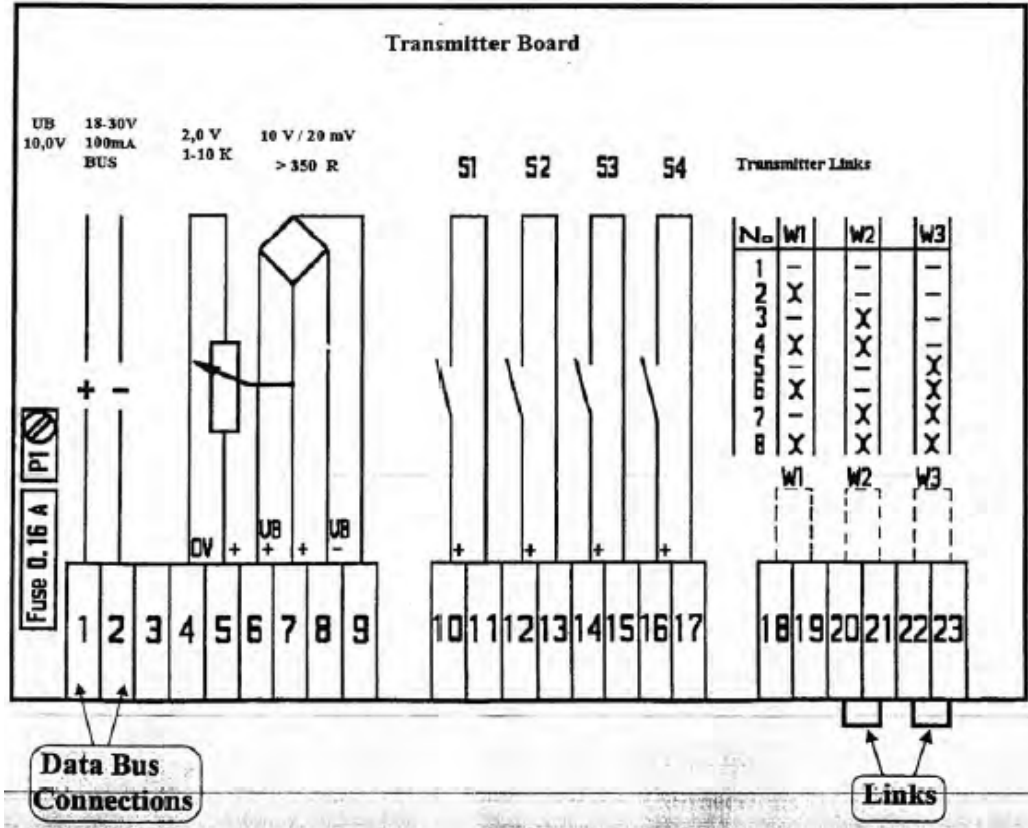 Transmitter Board
UB
10,0V
18-30V
100mA
BUS
2,0 V
1-10 K
10 V / 20 mV
> 350 R
S1 S2 S3 S4
Transmitter Links
No W1 W2 W3
1 - - -
2 X - -
3 - X -
4 X X -
5 - - X
6 X - X
7 - X X
8 X X X
W1 W2 W3
+ -
P1
Fuse 0.16 A
0V + UB + + UB -
+ + + +
1 2 3 4 5 6 7 8 9
10 11 12 13 14 15 16 17
18 19 20 21 22 23
Data Bus
Connections
Links